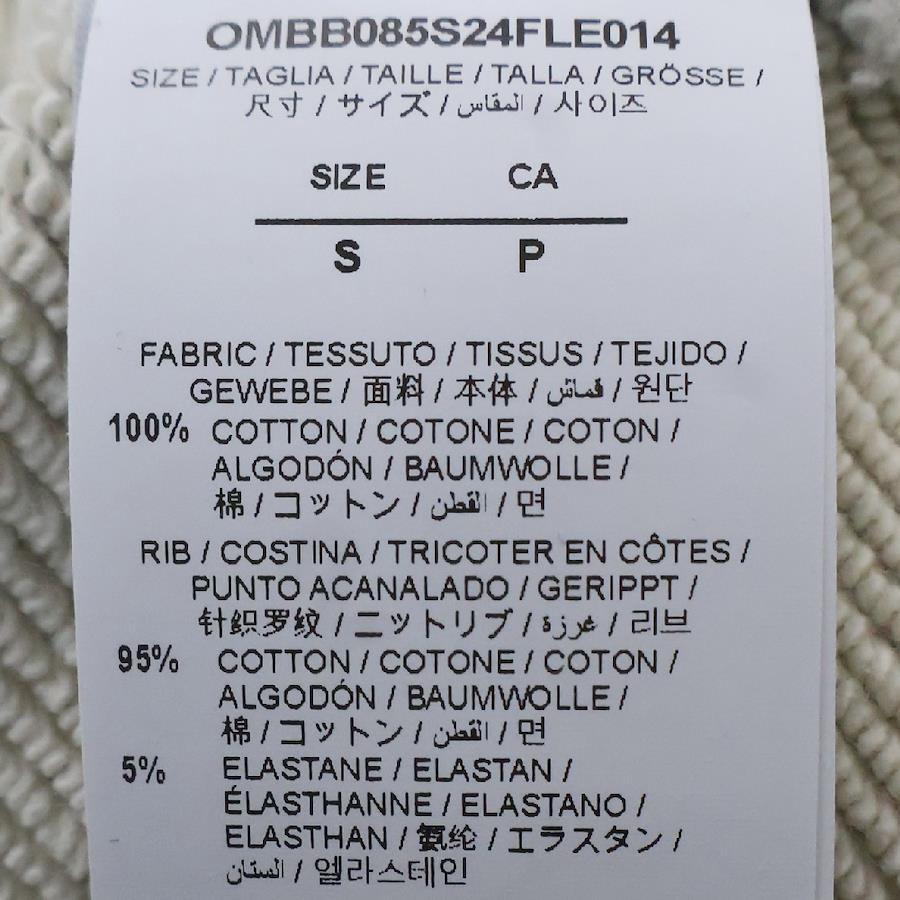 OMBB085S24FLE014
SIZE / TAGLIA / TAILLE / TALLA / GRÖSSE /
尺寸 / サイズ / المقاس / 사이즈
SIZE CA
S P
FABRIC / TESSUTO / TISSUS / TEJIDO /
GEWEBE / 面料 / 本体 / قماش / 원단
100% COTTON / COTONE / COTON /
ALGODÓN / BAUMWOLLE /
棉 / コットン / القطن / 면
RIB / COSTINA / TRICOTER EN CÔTES /
PUNTO ACANALADO / GERIPPT /
针织罗纹 / ニットリブ / غرزة / 리브
95% COTTON / COTONE / COTON /
ALGODÓN / BAUMWOLLE /
棉 / コットン / القطن / 면
5% ELASTANE / ELASTAN /
ÉLASTHANNE / ELASTANO /
ELASTHAN / 氨纶 / エラスタン /
الستان / 엘라스테인